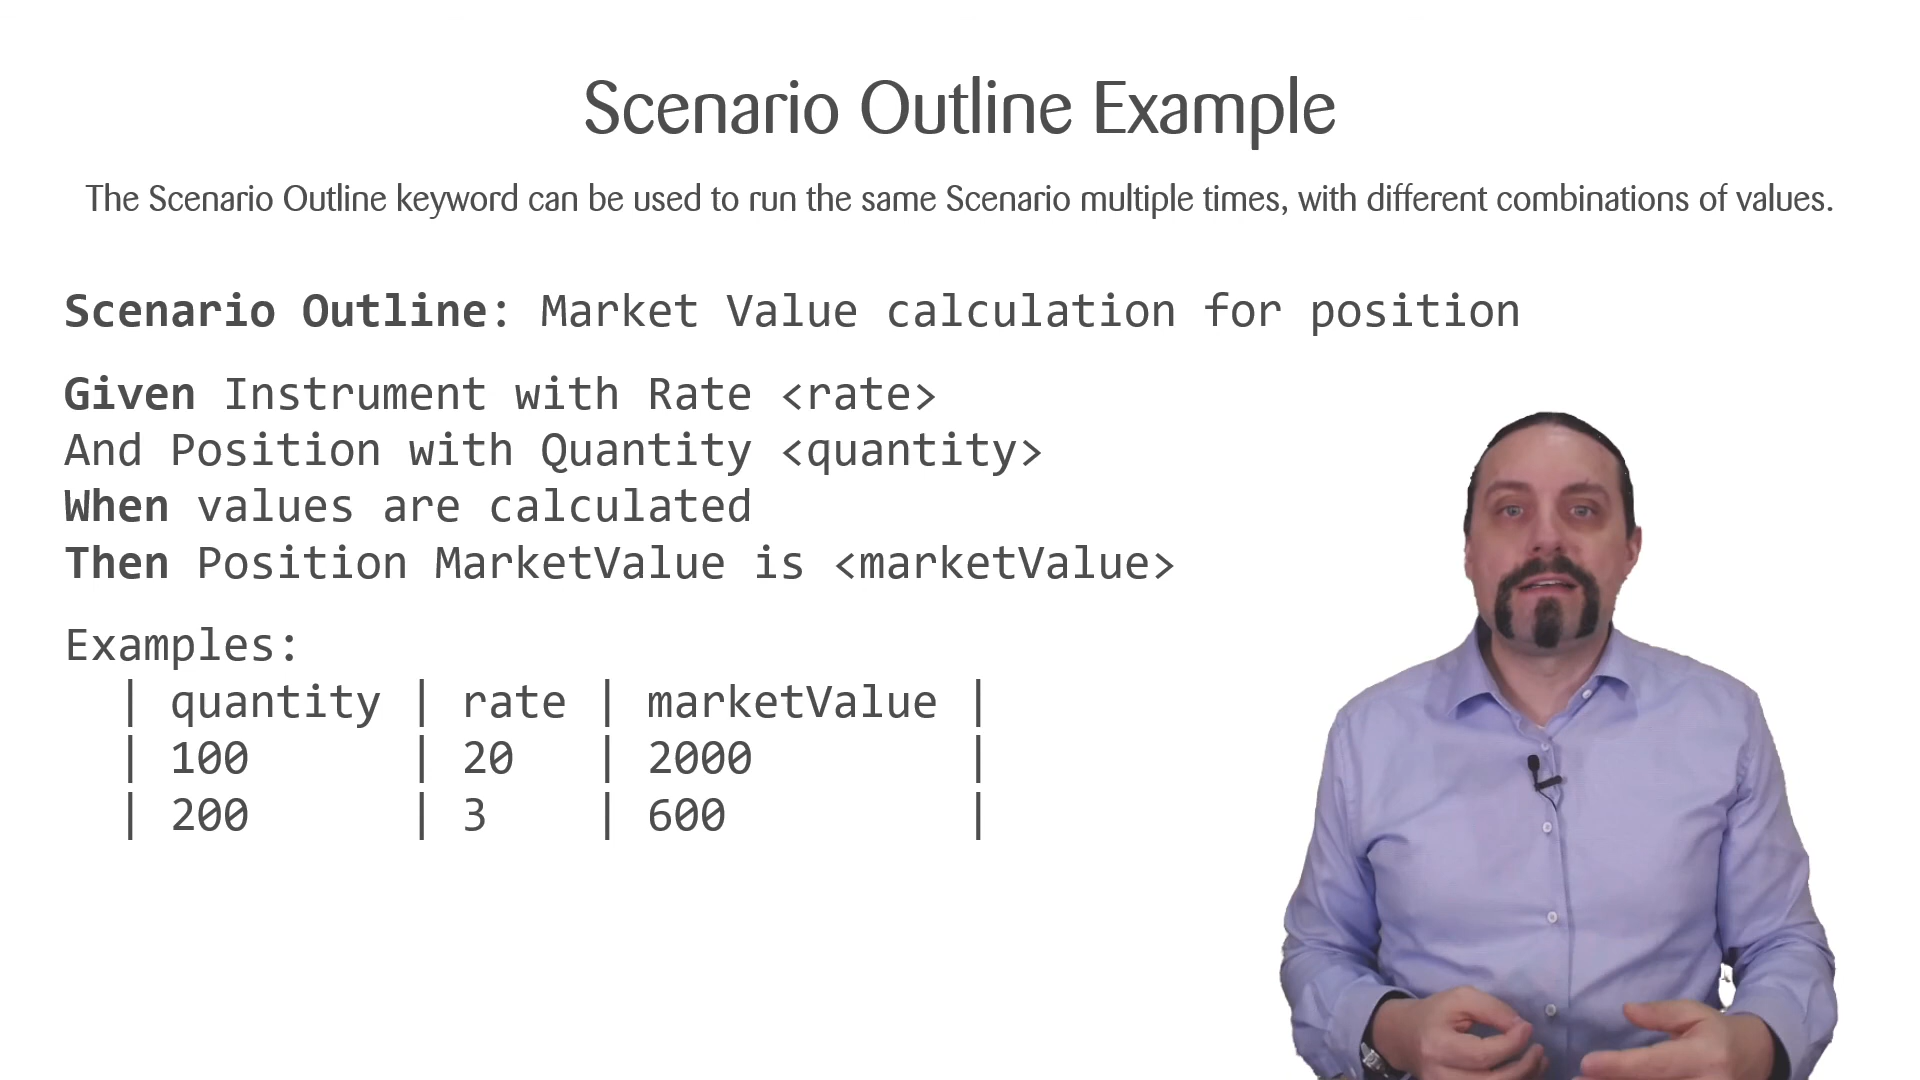 Scenario Outline Example
The Scenario Outline keyword can be used to run the same Scenario multiple times, with different combinations of values.
Scenario Outline: Market Value calculation for position
Given Instrument with Rate <rate>
And Position with Quantity <quantity>
When values are calculated
Then Position MarketValue is <marketValue>
Examples:
| quantity | rate | marketValue |
| 100 | 20 | 2000 |
| 200 | 3 | 600 |